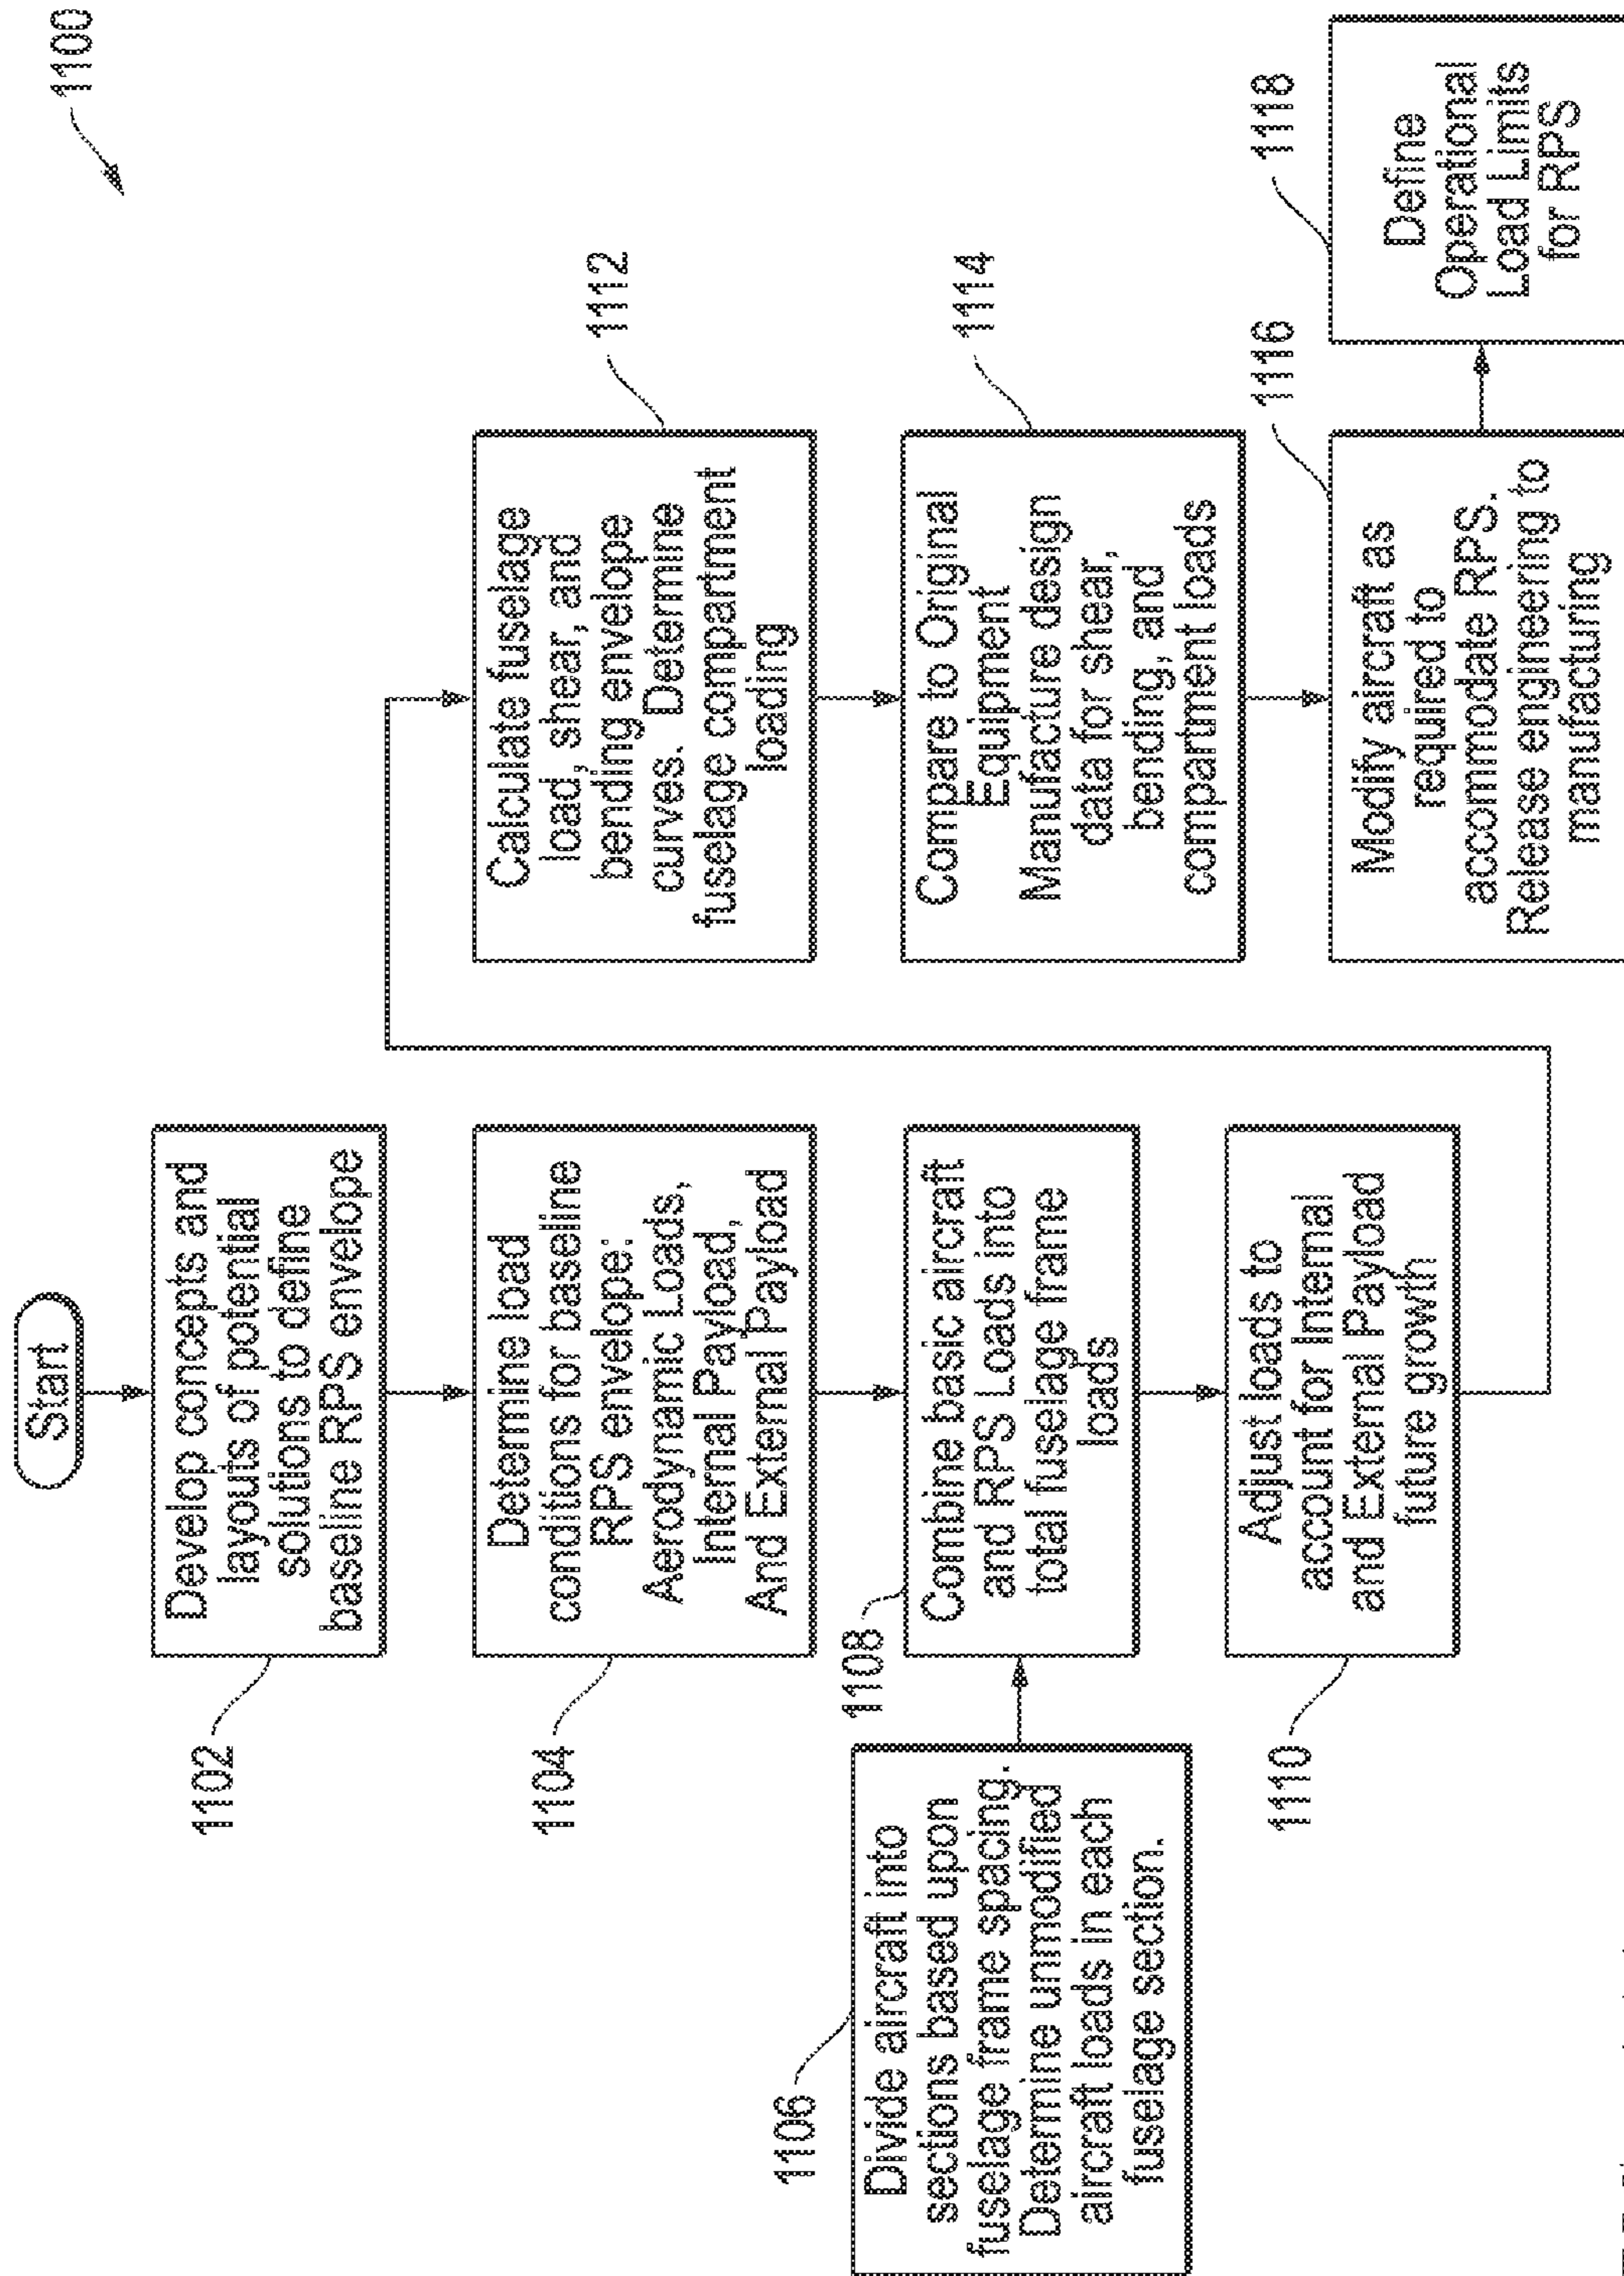 1100
Start
1102
Develop concepts and
layouts of potential
solutions to define
baseline RPS envelope
1104
Determine load
conditions for baseline
RPS envelope:
Aerodynamic Loads,
Internal Payload,
And External Payload
1106
Divide aircraft into
sections based upon
fuselage frame spacing.
Determine unmodified
aircraft loads in each
fuselage section.
1108
Combine basic aircraft
and RPS Loads into
total fuselage frame
loads
1110
Adjust loads to
account for Internal
and External Payload
future growth
1112
Calculate fuselage
load, shear, and
bending envelope
curves. Determine
fuselage compartment
loading
1114
Compare to Original
Equipment
Manufacture design
data for shear,
bending, and
compartment loads
1116
Modify aircraft as
required to
accommodate RPS.
Release engineering to
manufacturing
1118
Define
Operational
Load Limits
for RPS